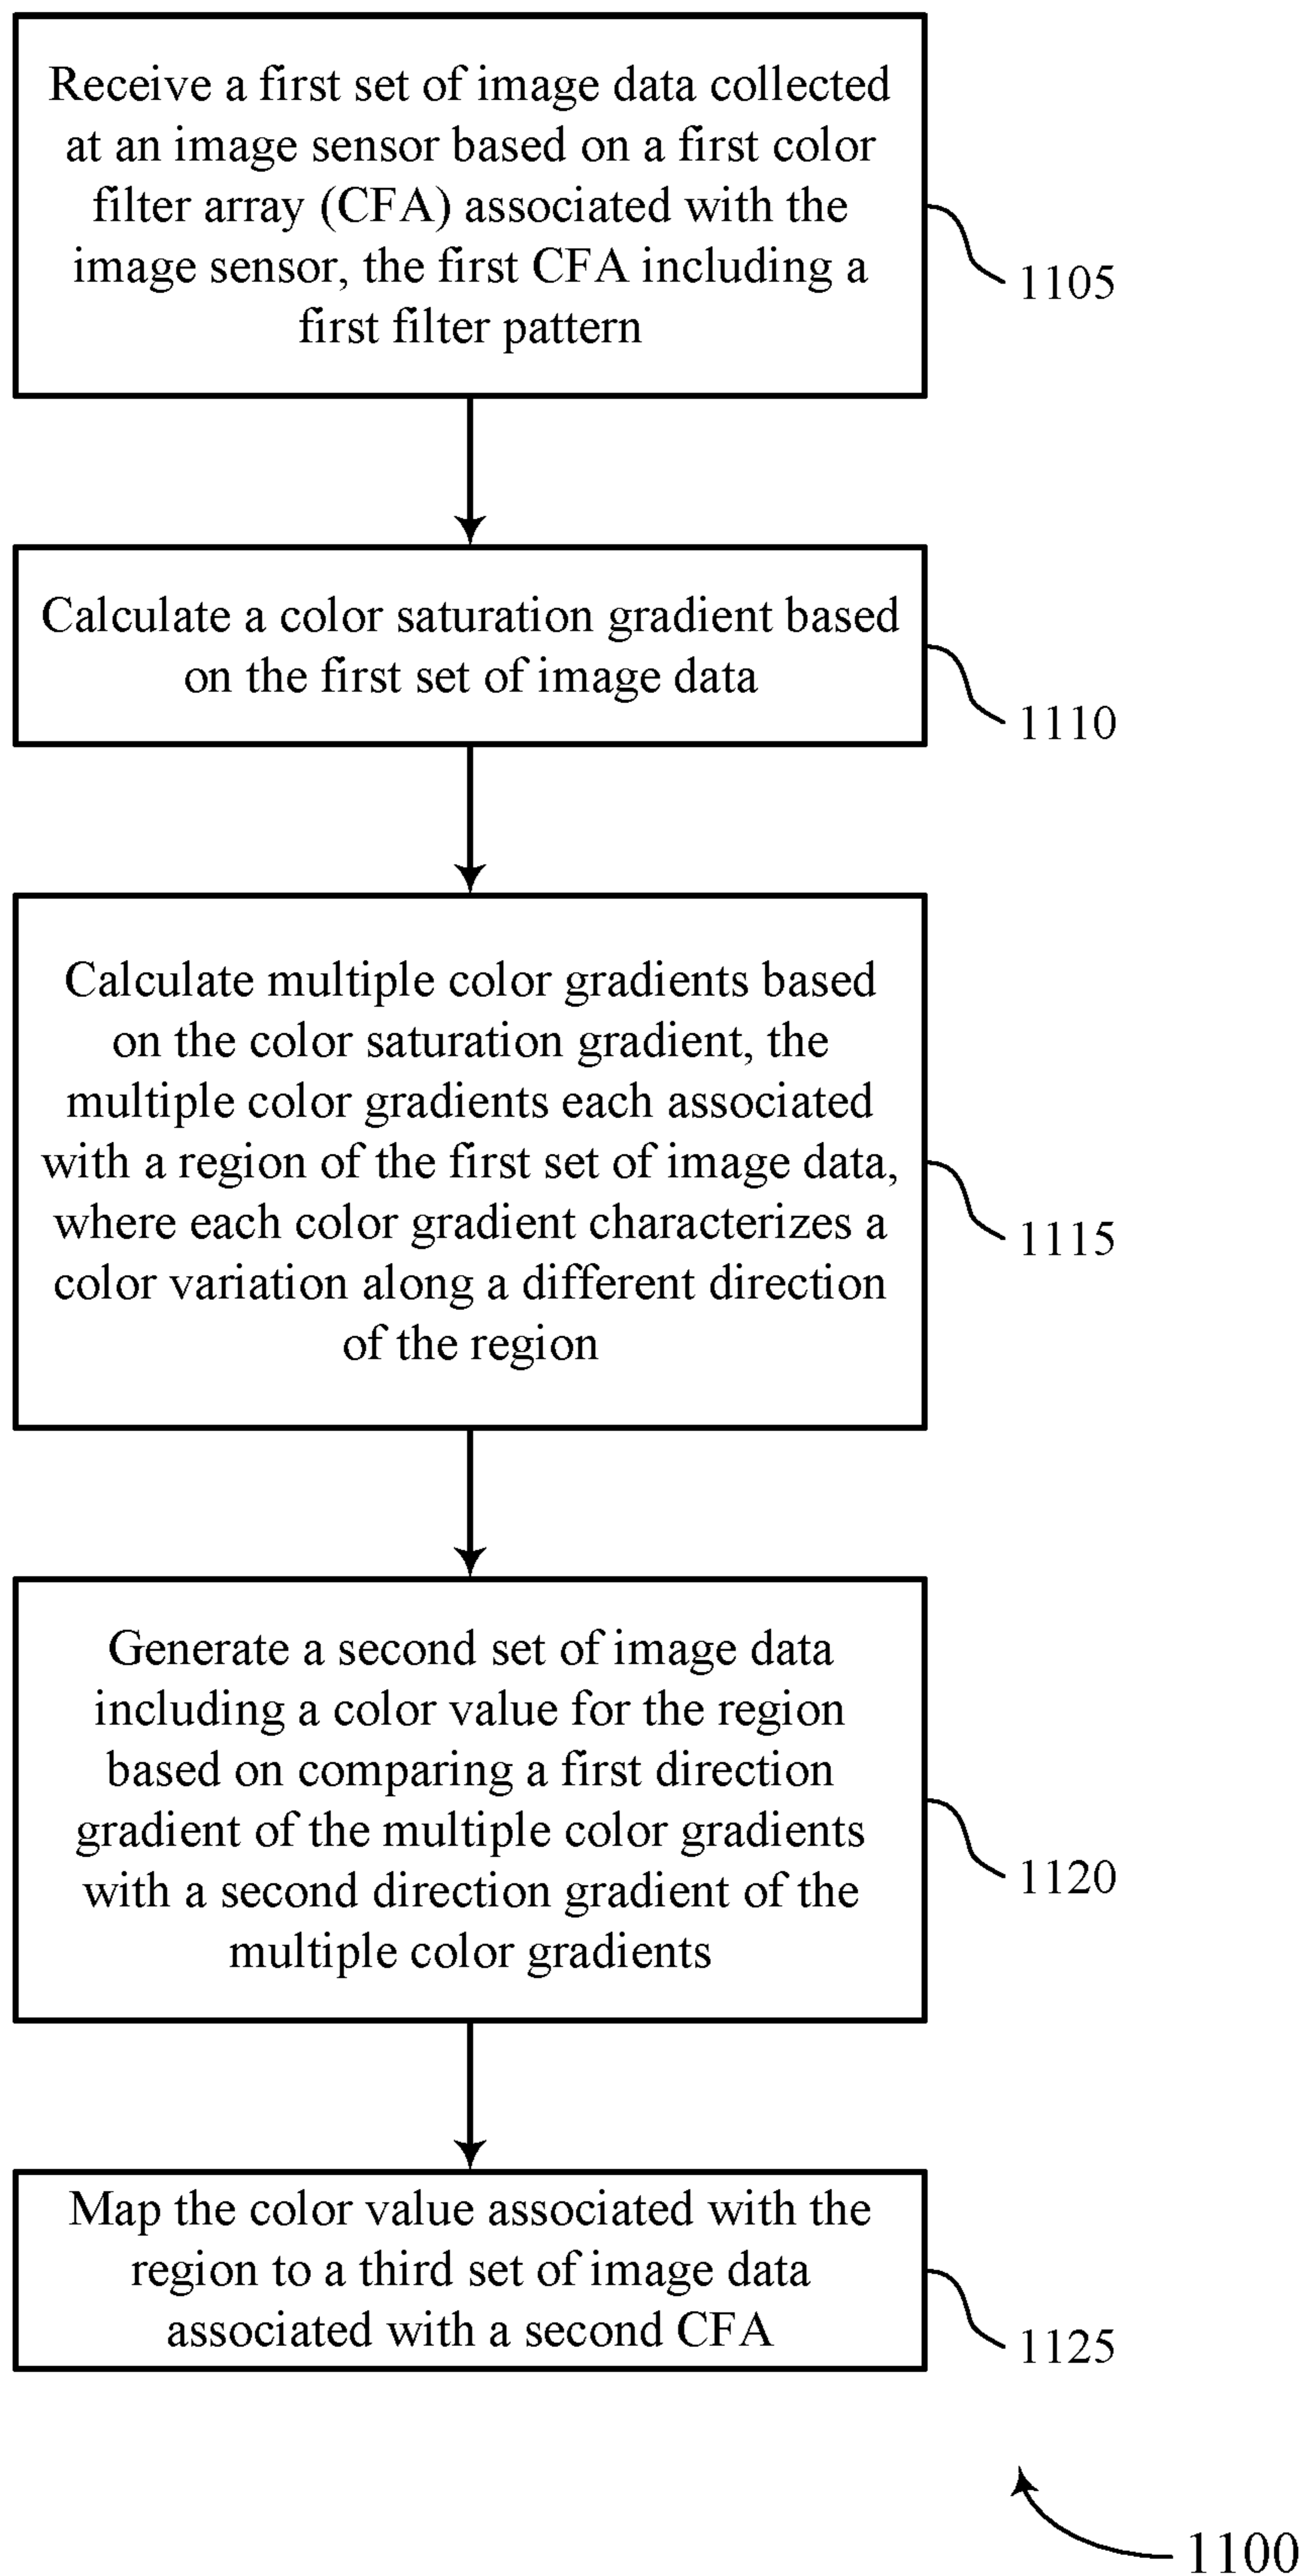 Receive a first set of image data collected
at an image sensor based on a first color
filter array (CFA) associated with the
image sensor, the first CFA including a
first filter pattern
1105
Calculate a color saturation gradient based
on the first set of image data
1110
Calculate multiple color gradients based
on the color saturation gradient, the
multiple color gradients each associated
with a region of the first set of image data,
where each color gradient characterizes a
color variation along a different direction
of the region
1115
Generate a second set of image data
including a color value for the region
based on comparing a first direction
gradient of the multiple color gradients
with a second direction gradient of the
multiple color gradients
1120
Map the color value associated with the
region to a third set of image data
associated with a second CFA
1125
1100